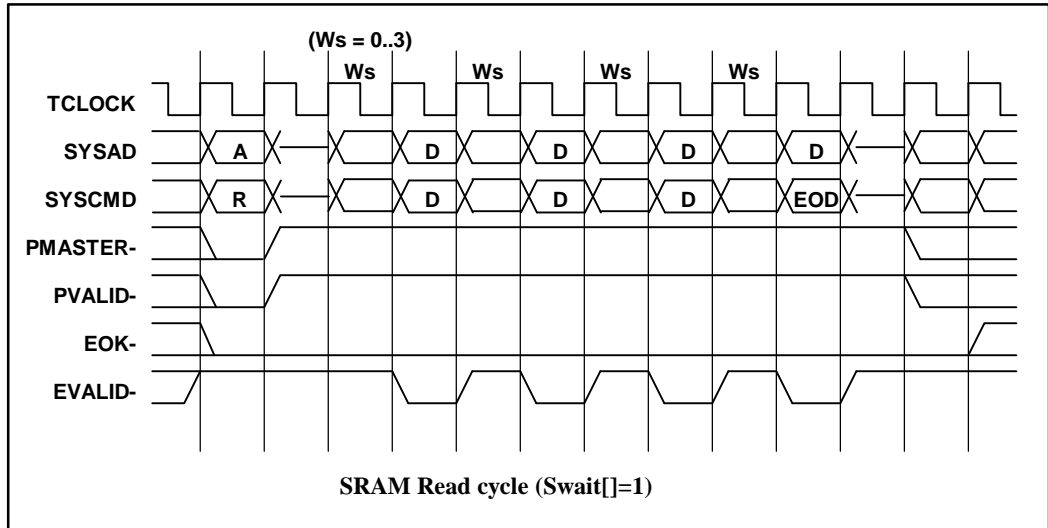 (Ws = 0..3)
Ws Ws Ws Ws
TCLOCK
SYSAD A D D D D
SYSCMD R D D D EOD
PMASTER-
PVALID-
EOK-
EVALID-
SRAM Read cycle (Swait[]=1)